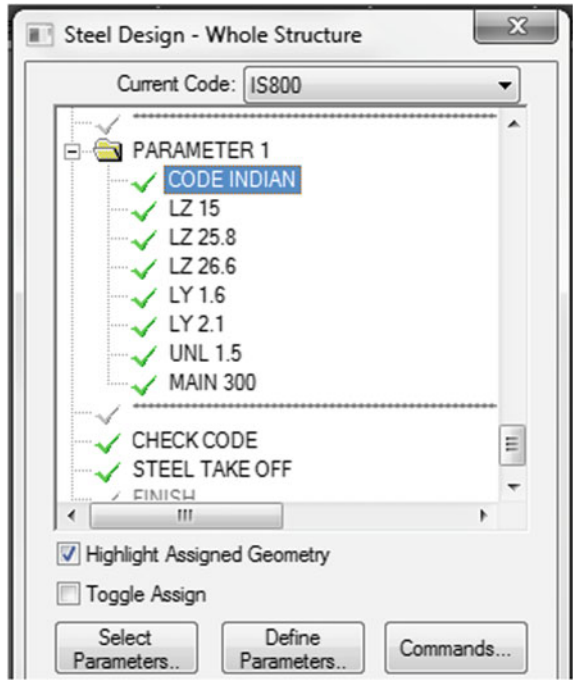 Steel Design - Whole Structure
Current Code: IS800
PARAMETER 1
CODE INDIAN
LZ 15
LZ 25.8
LZ 26.6
LY 1.6
LY 2.1
UNL 1.5
MAIN 300
CHECK CODE
STEEL TAKE OFF
FINISH
Highlight Assigned Geometry
Toggle Assign
Select Parameters..
Define Parameters..
Commands...